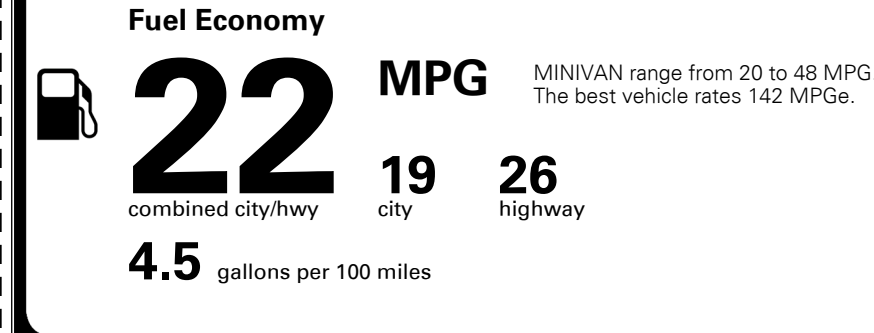 Fuel Economy
22 MPG
MINIVAN range from 20 to 48 MPG.
The best vehicle rates 142 MPGe.
19 26
combined city/hwy city highway
4.5 gallons per 100 miles